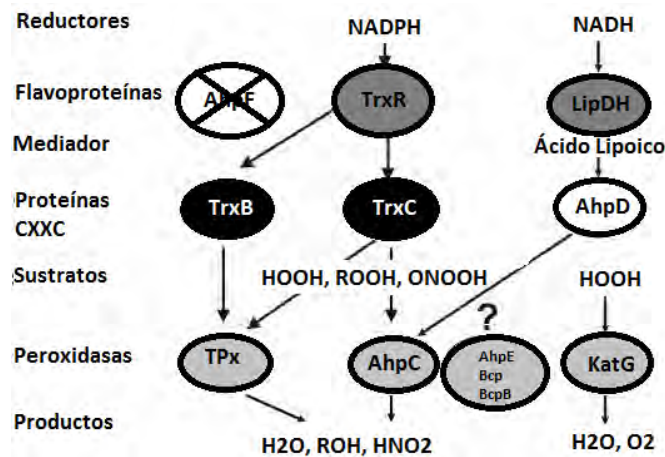 Reductores NADPH NADH
Flavoproteínas AhpF TrxR LipDH
Mediador Ácido Lipoico
Proteínas
CXXC
TrxB TrxC AhpD
Sustratos HOOH, ROOH, ONOOH HOOH
?
Peroxidasas TPx AhpC
AhpE
Bcp
BcpB
KatG
Productos
H2O, ROH, HNO2 H2O, O2